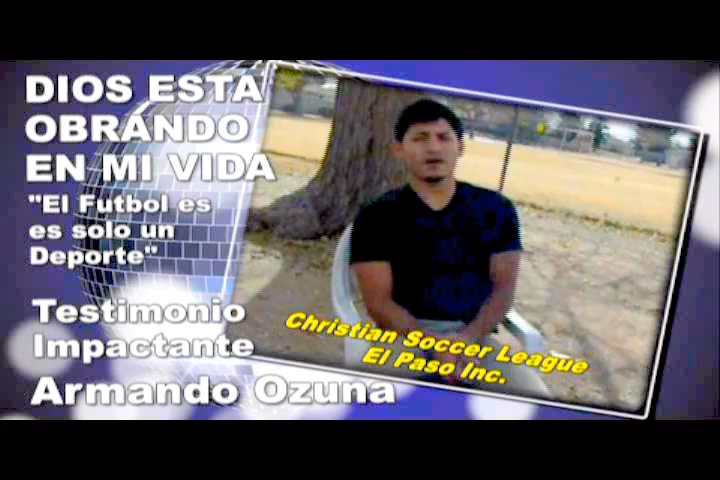 DIOS ESTA
OBRANDO
EN MI VIDA
"El Futbol es
es solo un
Deporte"
Testimonio
Impactante
Armando Ozuna
Christian Soccer League
El Paso Inc.